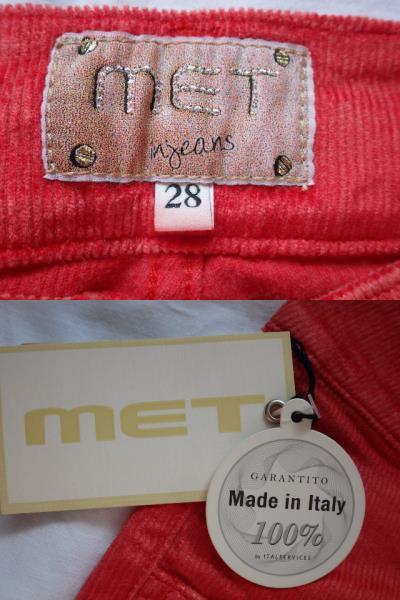 MET
injeans
28
MET
GARANTITO
Made in Italy
100%
by ITALSERVICES